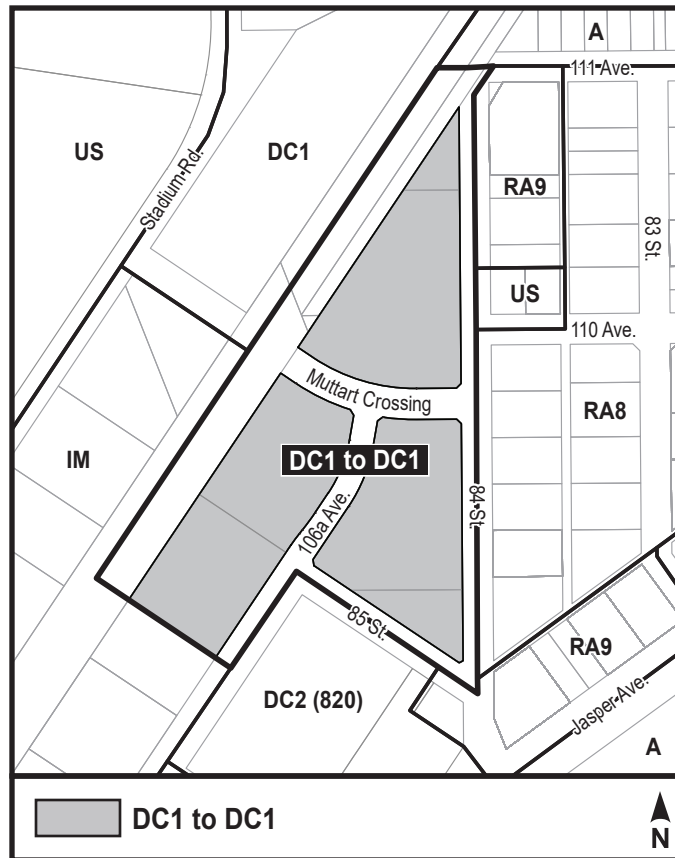 A
111 Ave.
US
DC1
Stadium Rd.
RA9
83 St.
US
110 Ave.
Muttart Crossing
RA8
IM
DC1 to DC1
84 St.
106a Ave.
85 St.
RA9
DC2 (820)
Jasper Ave.
A
DC1 to DC1
N